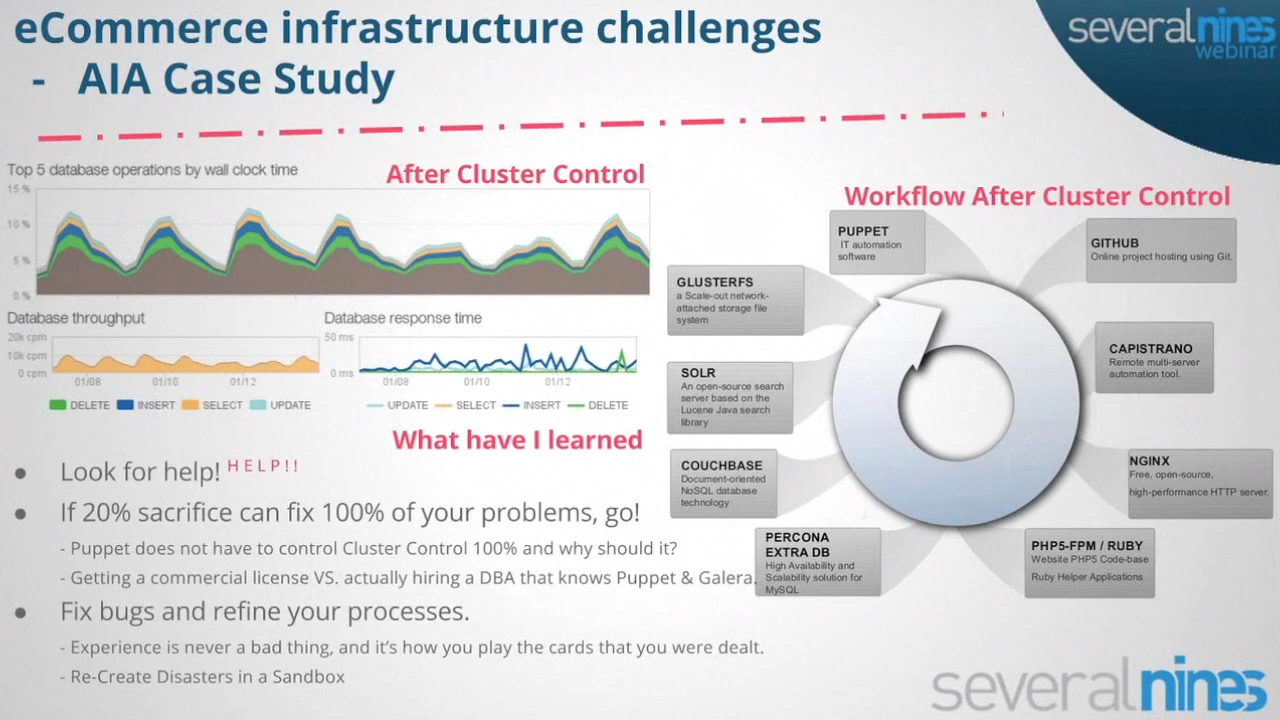 eCommerce infrastructure challenges
- AIA Case Study
severalnines
webinar
Top 5 database operations by wall clock time
After Cluster Control
15 %
10 %
5 %
0 %
Database throughput
20k cpm
10k cpm
0 cpm
01/08 01/10 01/12
DELETE INSERT SELECT UPDATE
Database response time
50 ms
0 ms
01/08 01/10 01/12
UPDATE SELECT INSERT DELETE
What have I learned
● Look for help! HELP!!
● If 20% sacrifice can fix 100% of your problems, go!
- Puppet does not have to control Cluster Control 100% and why should it?
- Getting a commercial license VS. actually hiring a DBA that knows Puppet & Galera.
● Fix bugs and refine your processes.
- Experience is never a bad thing, and it's how you play the cards that you were dealt.
- Re-Create Disasters in a Sandbox
Workflow After Cluster Control
PUPPET
IT automation
software
GITHUB
Online project hosting using Git.
GLUSTERFS
a Scale-out network-
attached storage file
system
CAPISTRANO
Remote multi-server
automation tool.
SOLR
An open-source search
server based on the
Lucene Java search
library
COUCHBASE
Document-oriented
NoSQL database
technology
NGINX
Free, open-source,
high-performance HTTP server.
PERCONA
EXTRA DB
High Availability and
Scalability solution for
MySQL
PHP5-FPM / RUBY
Website PHP5 Code-base
Ruby Helper Applications
severalnines